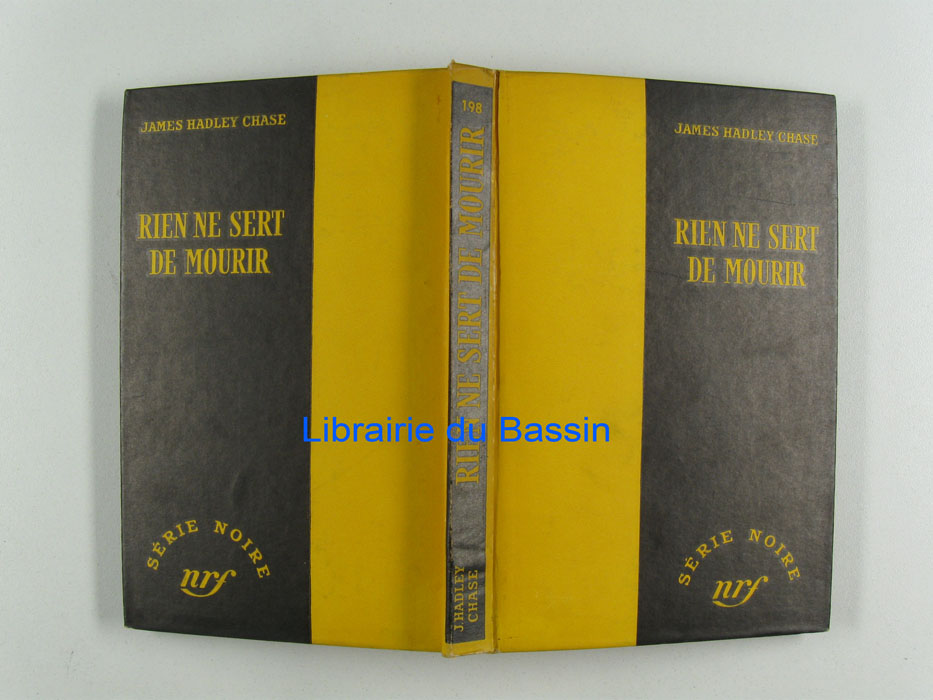 JAMES HADLEY CHASE
RIEN NE SERT
DE MOURIR
SÉRIE NOIRE
nrf
198
RIEN NE SERT DE MOURIR
J. HADLEY
CHASE
JAMES HADLEY CHASE
RIEN NE SERT
DE MOURIR
SÉRIE NOIRE
nrf
Librairie du Bassin